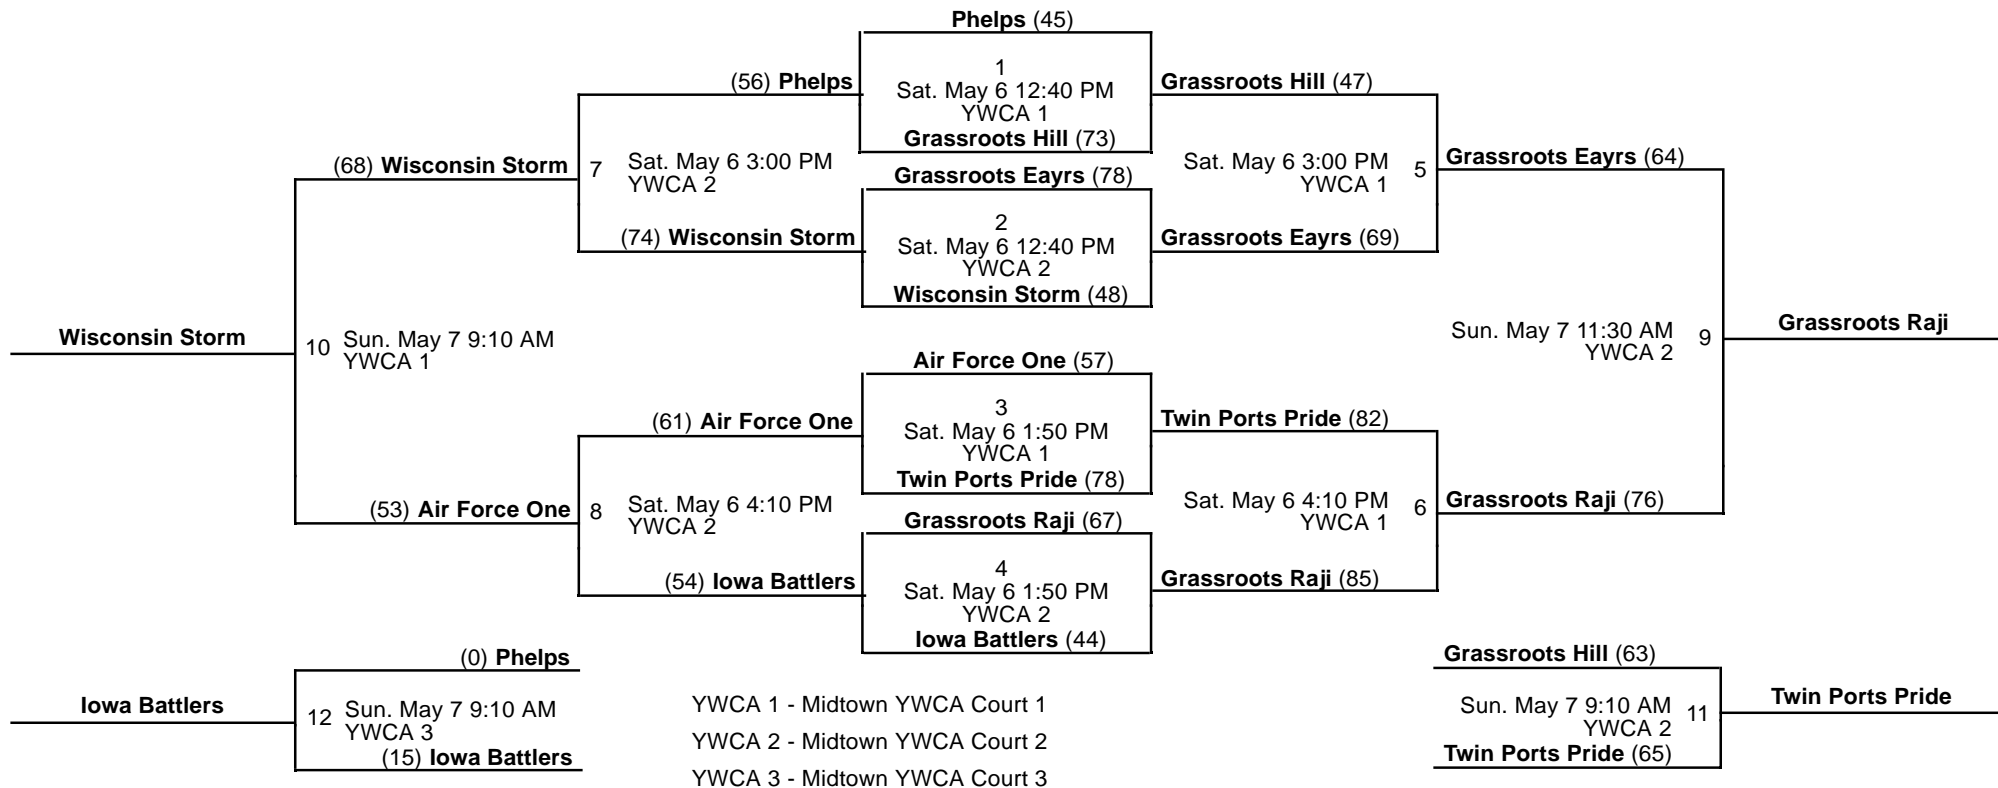 Phelps (45)
1
Sat. May 6 12:40 PM
YWCA 1
Grassroots Hill (73)
(56) Phelps
Grassroots Hill (47)
(68) Wisconsin Storm
7
Sat. May 6 3:00 PM
YWCA 2
Sat. May 6 3:00 PM
YWCA 1
5
Grassroots Eayrs (64)
Grassroots Eayrs (78)
2
Sat. May 6 12:40 PM
YWCA 2
Wisconsin Storm (48)
(74) Wisconsin Storm
Grassroots Eayrs (69)
Wisconsin Storm
10
Sun. May 7 9:10 AM
YWCA 1
Sun. May 7 11:30 AM
YWCA 2
9
Grassroots Raji
Air Force One (57)
3
Sat. May 6 1:50 PM
YWCA 1
Twin Ports Pride (78)
(61) Air Force One
Twin Ports Pride (82)
(53) Air Force One
8
Sat. May 6 4:10 PM
YWCA 2
Sat. May 6 4:10 PM
YWCA 1
6
Grassroots Raji (76)
Grassroots Raji (67)
4
Sat. May 6 1:50 PM
YWCA 2
Iowa Battlers (44)
(54) Iowa Battlers
Grassroots Raji (85)
(0) Phelps
Iowa Battlers
12
Sun. May 7 9:10 AM
YWCA 3
(15) Iowa Battlers
YWCA 1 - Midtown YWCA Court 1
YWCA 2 - Midtown YWCA Court 2
YWCA 3 - Midtown YWCA Court 3
Grassroots Hill (63)
Sun. May 7 9:10 AM
YWCA 2
11
Twin Ports Pride
Twin Ports Pride (65)